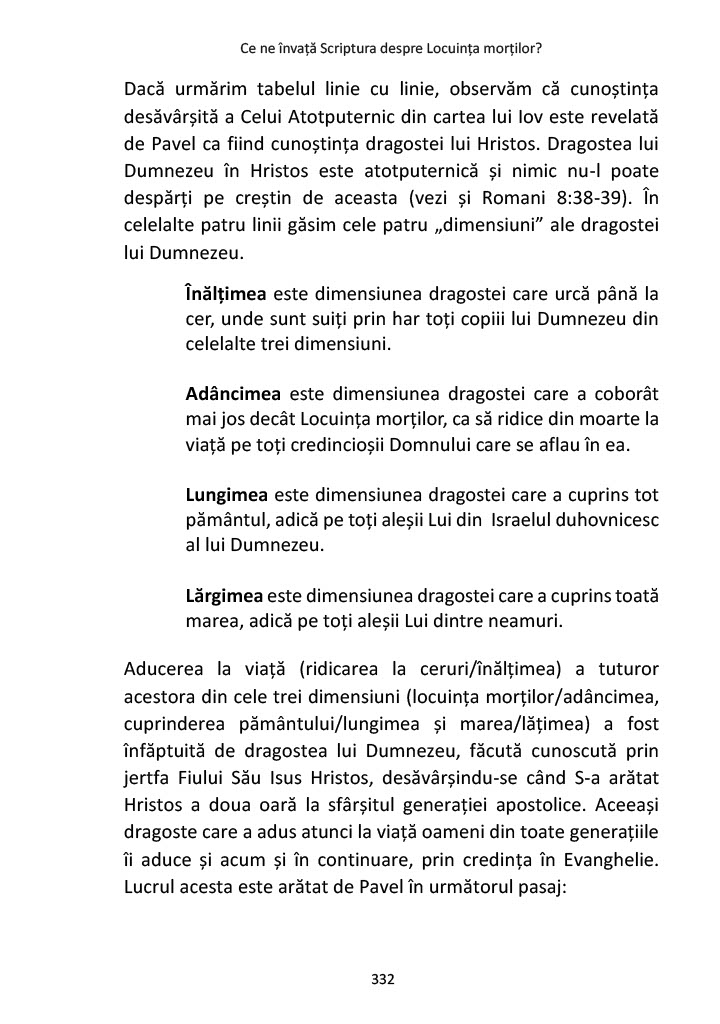 Ce ne învață Scriptura despre Locuința morților?
Dacă urmărim tabelul linie cu linie, observăm că cunoștința
desăvârșită a Celui Atotputernic din cartea lui Iov este revelată
de Pavel ca fiind cunoștința dragostei lui Hristos. Dragostea lui
Dumnezeu în Hristos este atotputernică și nimic nu-l poate
despărți pe creștin de aceasta (vezi și Romani 8:38-39). În
celelalte patru linii găsim cele patru „dimensiuni” ale dragostei
lui Dumnezeu.
Înălțimea este dimensiunea dragostei care urcă până la
cer, unde sunt suiți prin har toți copiii lui Dumnezeu din
celelalte trei dimensiuni.
Adâncimea este dimensiunea dragostei care a coborât
mai jos decât Locuința morților, ca să ridice din moarte la
viață pe toți credincioșii Domnului care se aflau în ea.
Lungimea este dimensiunea dragostei care a cuprins tot
pământul, adică pe toți aleșii Lui din  Israelul duhovnicesc
al lui Dumnezeu.
Lărgimea este dimensiunea dragostei care a cuprins toată
marea, adică pe toți aleșii Lui dintre neamuri.
Aducerea la viață (ridicarea la ceruri/înălțimea) a tuturor
acestora din cele trei dimensiuni (locuința morților/adâncimea,
cuprinderea pământului/lungimea și marea/lățimea) a fost
înfăptuită de dragostea lui Dumnezeu, făcută cunoscută prin
jertfa Fiului Său Isus Hristos, desăvârșindu-se când S-a arătat
Hristos a doua oară la sfârșitul generației apostolice. Aceeași
dragoste care a adus atunci la viață oameni din toate generațiile
îi aduce și acum și în continuare, prin credința în Evanghelie.
Lucrul acesta este arătat de Pavel în următorul pasaj:
332